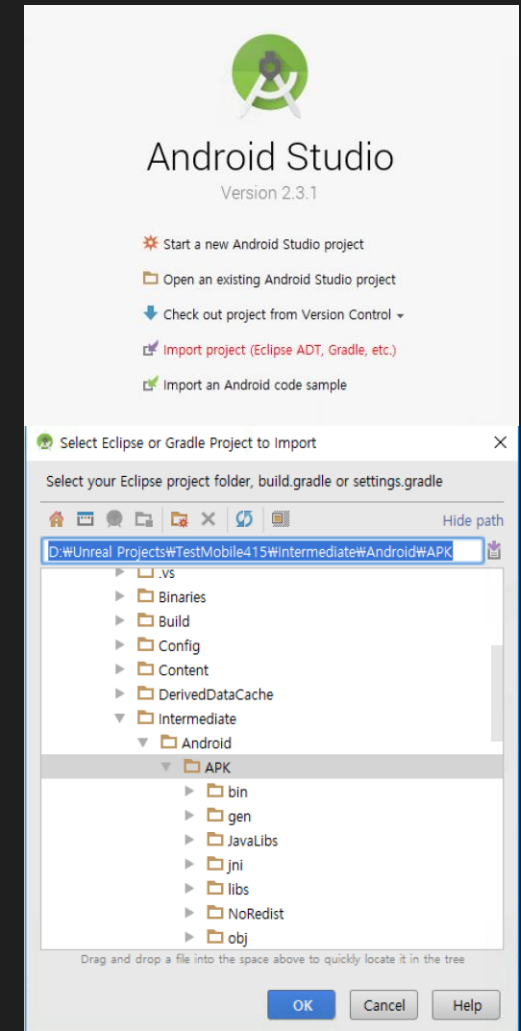 Android Studio
Version 2.3.1
Start a new Android Studio project
Open an existing Android Studio project
Check out project from Version Control
Import project (Eclipse ADT, Gradle, etc.)
Import an Android code sample
Select Eclipse or Gradle Project to Import
Select your Eclipse project folder, build.gradle or settings.gradle
Hide path
D:₩Unreal Projects₩TestMobile415₩Intermediate₩Android₩APK
.vs
Binaries
Build
Config
Content
DerivedDataCache
Intermediate
Android
APK
bin
gen
JavaLibs
jni
libs
NoRedist
obj
Drag and drop a file into the space above to quickly locate it in the tree
OK Cancel Help